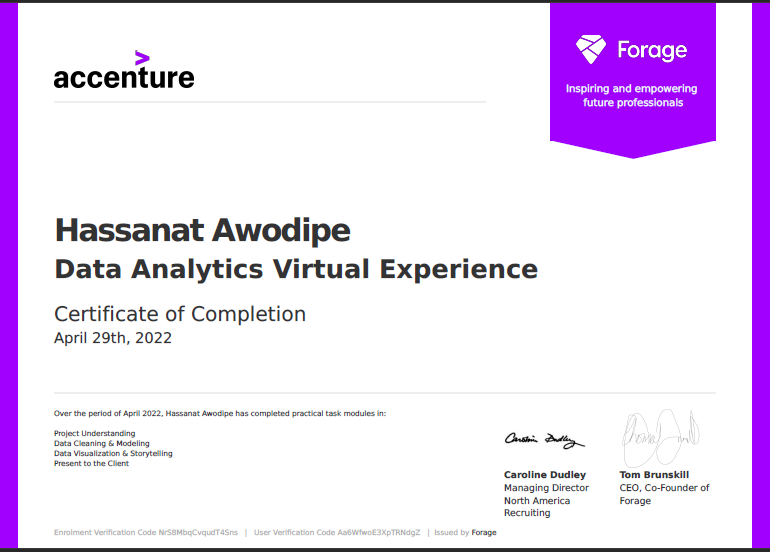 accenture
Forage
Inspiring and empowering
future professionals
Hassanat Awodipe
Data Analytics Virtual Experience
Certificate of Completion
April 29th, 2022
Over the period of April 2022, Hassanat Awodipe has completed practical task modules in:
Project Understanding
Data Cleaning & Modeling
Data Visualization & Storytelling
Present to the Client
Caroline Dudley
Caroline Dudley
Managing Director
North America
Recruiting
Tom Brunskill
CEO, Co-Founder of
Forage
Enrolment Verification Code NrS8MbqCvqudT4Sns | User Verification Code Aa6WfwoE3XpTRNdgZ | Issued by Forage